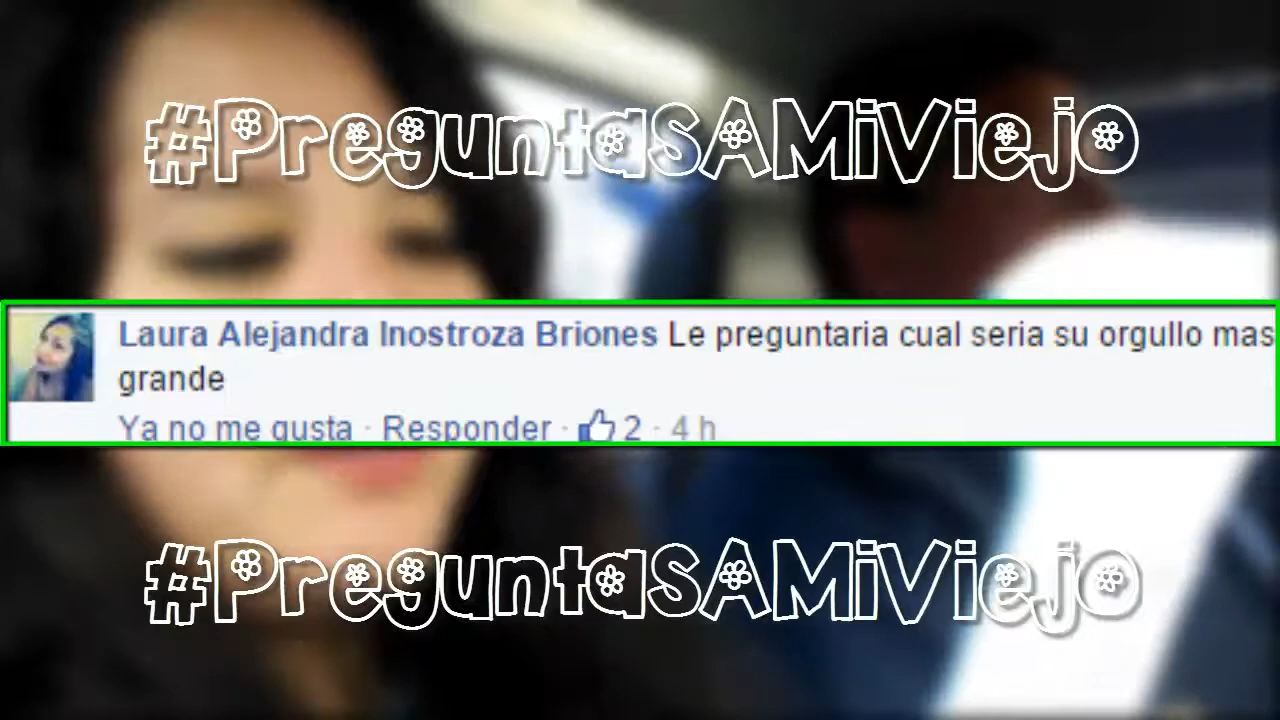 #PreguntasAMiViejo
Laura Alejandra Inostroza Briones Le preguntaria cual seria su orgullo mas
grande
Ya no me gusta · Responder · 2 · 4 h
#PreguntasAMiViejo